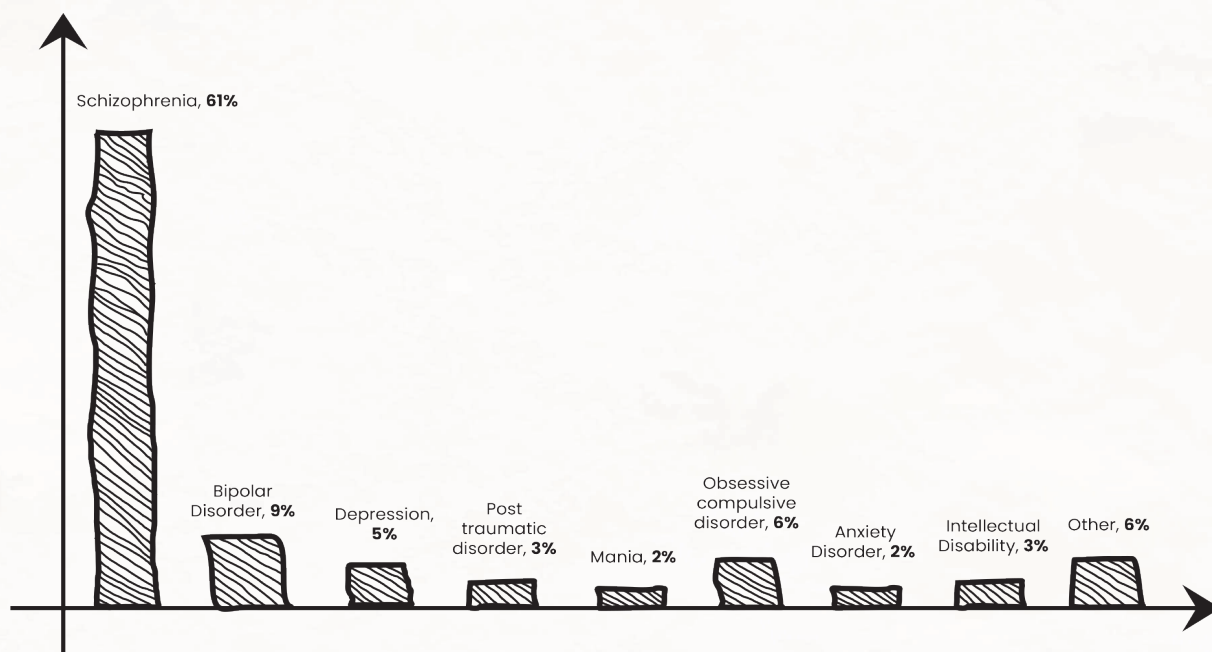 Schizophrenia, 61%
Bipolar
Disorder, 9%
Depression,
5%
Post
traumatic
disorder, 3%
Mania, 2%
Obsessive
compulsive
disorder, 6%
Anxiety
Disorder, 2%
Intellectual
Disability, 3%
Other, 6%